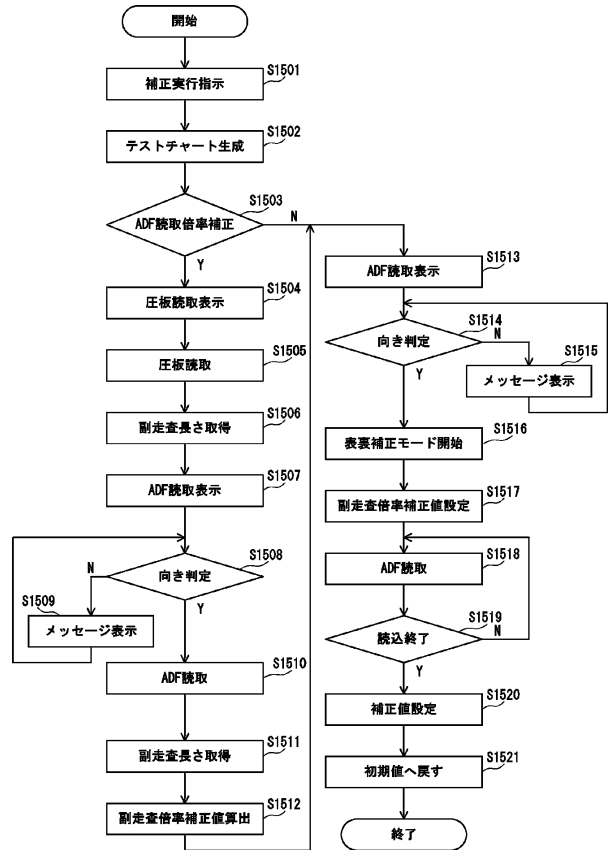 開始
S1501
補正実行指示
S1502
テストチャート生成
S1503
ADF読取倍率補正
N
Y
S1504
圧板読取表示
S1505
圧板読取
S1506
副走査長さ取得
S1507
ADF読取表示
S1508
向き判定
N
Y
S1509
メッセージ表示
S1510
ADF読取
S1511
副走査長さ取得
S1512
副走査倍率補正値算出
S1513
ADF読取表示
S1514
向き判定
N
Y
S1515
メッセージ表示
S1516
表裏補正モード開始
S1517
副走査倍率補正値設定
S1518
ADF読取
S1519
読込終了
N
Y
S1520
補正値設定
S1521
初期値へ戻す
終了